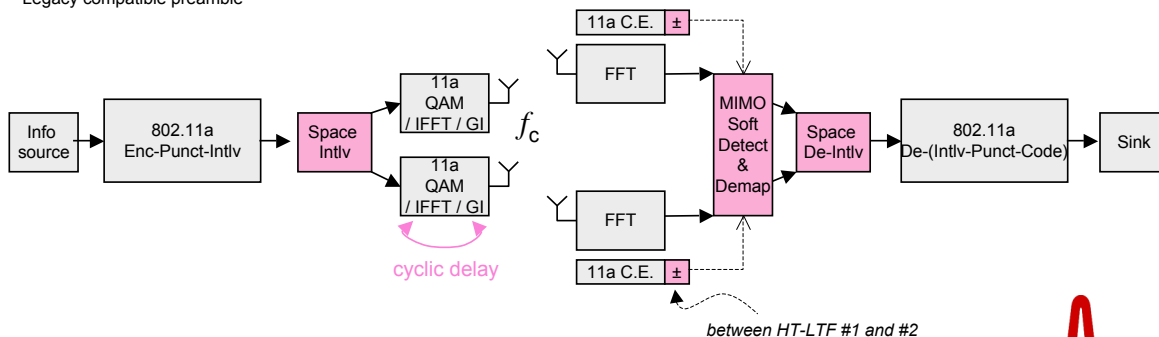 Legacy compatible preamble
11a C.E. ±
Info
source
802.11a
Enc-Punct-Intlv
Space
Intlv
11a
QAM
/ IFFT / GI
11a
QAM
/ IFFT / GI
cyclic delay
fc
FFT
FFT
11a C.E. ±
MIMO
Soft
Detect
&
Demap
Space
De-Intlv
802.11a
De-(Intlv-Punct-Code)
Sink
between HT-LTF #1 and #2